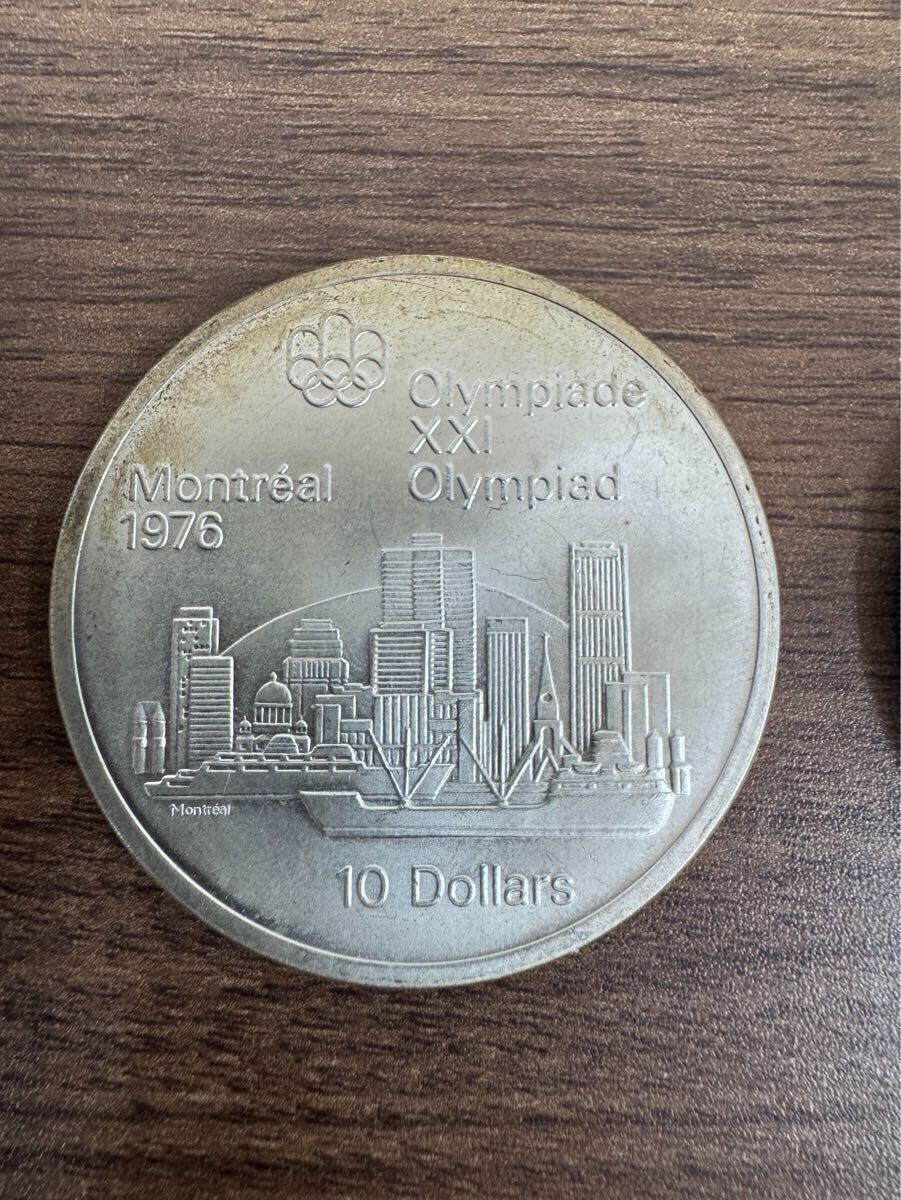 Olympiade
XXI
Olympiad
Montréal
1976
Montréal
10 Dollars